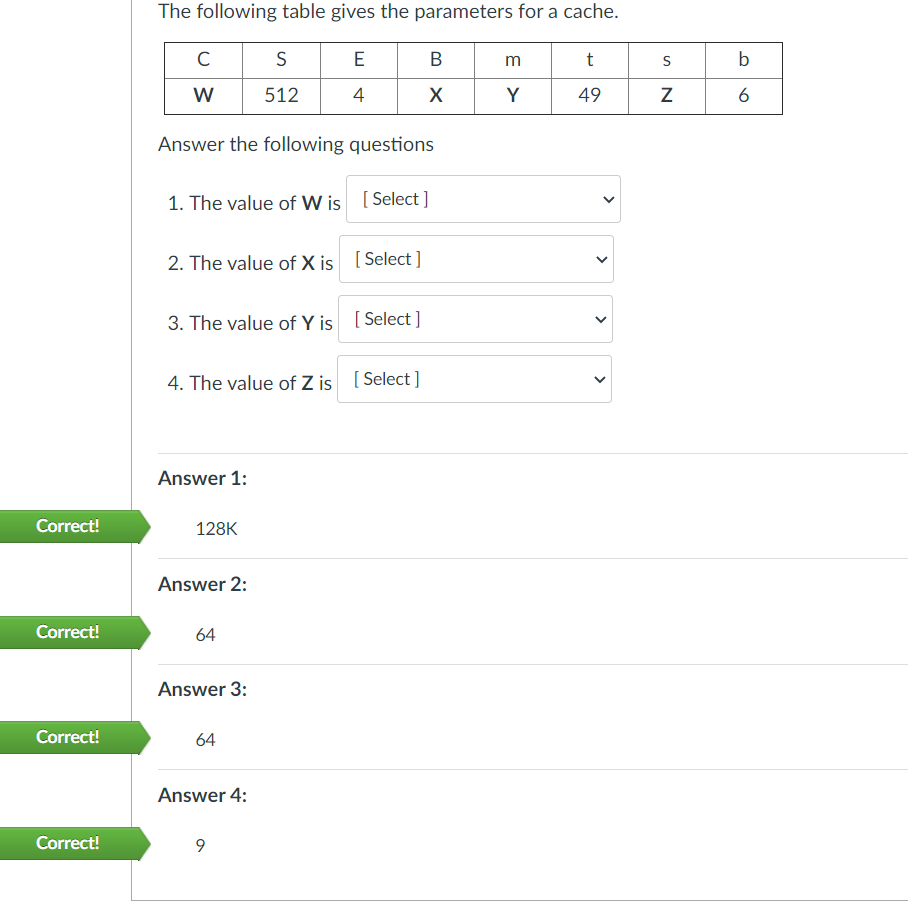 The following table gives the parameters for a cache.
C S E B m t s b
W 512 4 X Y 49 Z 6
Answer the following questions
1. The value of W is [ Select ]
2. The value of X is [ Select ]
3. The value of Y is [ Select ]
4. The value of Z is [ Select ]
Answer 1:
Correct! 128K
Answer 2:
Correct! 64
Answer 3:
Correct! 64
Answer 4:
Correct! 9